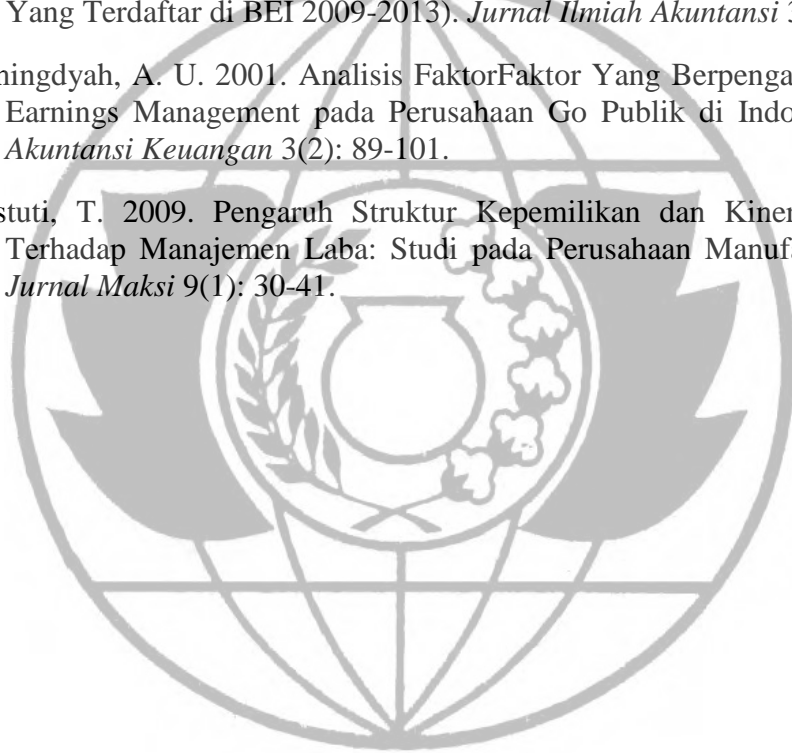 Yang Terdaftar di BEI 2009-2013). Jurnal Ilmiah Akuntansi 3
ningdyah, A. U. 2001. Analisis FaktorFaktor Yang Berpenga
Earnings Management pada Perusahaan Go Publik di Indo
Akuntansi Keuangan 3(2): 89-101.
stuti, T. 2009. Pengaruh Struktur Kepemilikan dan Kiner
Terhadap Manajemen Laba: Studi pada Perusahaan Manufa
Jurnal Maksi 9(1): 30-41.